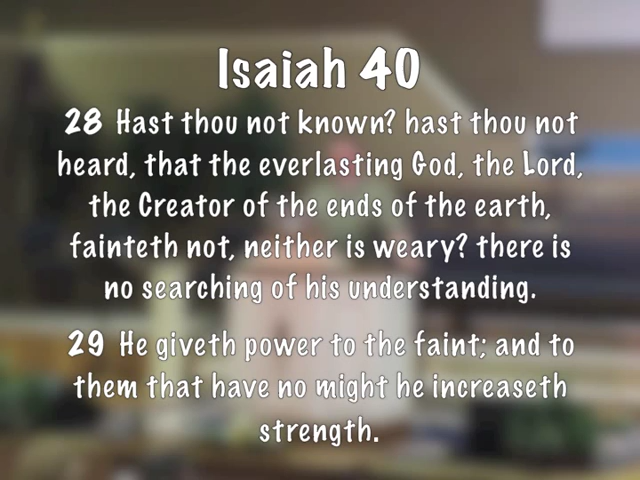 Isaiah 40
28 Hast thou not known? hast thou not
heard, that the everlasting God, the Lord,
the Creator of the ends of the earth,
fainteth not, neither is weary? there is
no searching of his understanding.
29 He giveth power to the faint; and to
them that have no might he increaseth
strength.